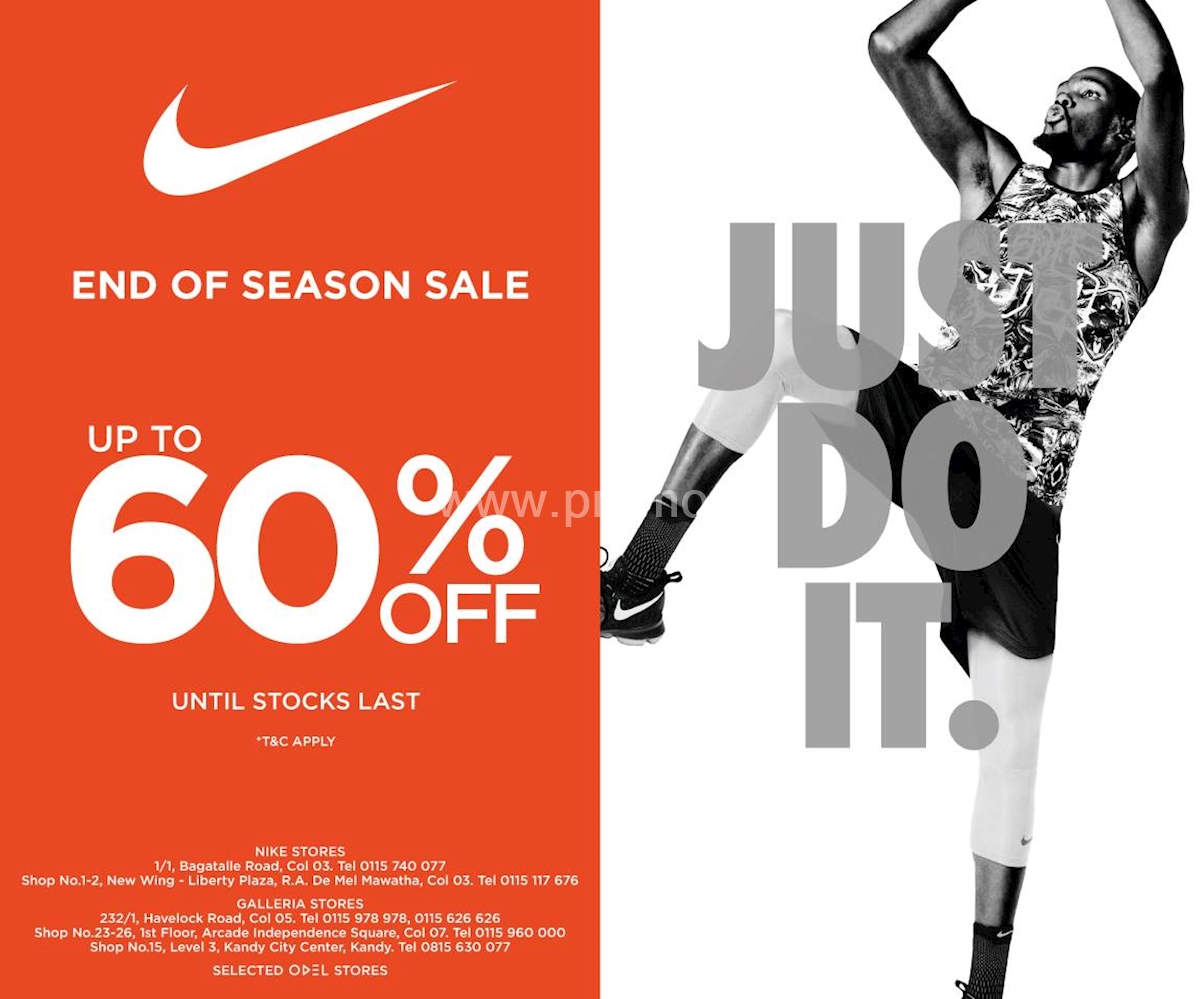 END OF SEASON SALE
UP TO
60%
OFF
UNTIL STOCKS LAST
*T&C APPLY
NIKE STORES
1/1, Bagatalle Road, Col 03. Tel 0115 740 077
Shop No.1-2, New Wing - Liberty Plaza, R.A. De Mel Mawatha, Col 03. Tel 0115 117 676
GALLERIA STORES
232/1, Havelock Road, Col 05. Tel 0115 978 978, 0115 626 626
Shop No.23-26, 1st Floor, Arcade Independence Square, Col 07. Tel 0115 960 000
Shop No.15, Level 3, Kandy City Center, Kandy. Tel 0815 630 077
SELECTED ODEL STORES
JUST
DO
IT.